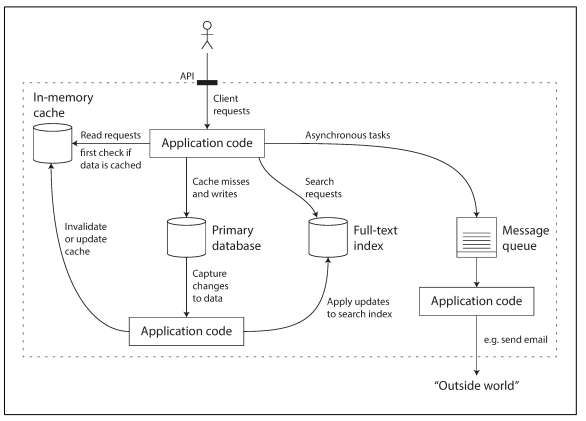 API
Client
requests
In-memory
cache
Read requests
first check if
data is cached
Application code
Asynchronous tasks
Cache misses
and writes
Search
requests
Invalidate
or update
cache
Primary
database
Full-text
index
Message
queue
Capture
changes
to data
Apply updates
to search index
Application code
Application code
e.g. send email
“Outside world”